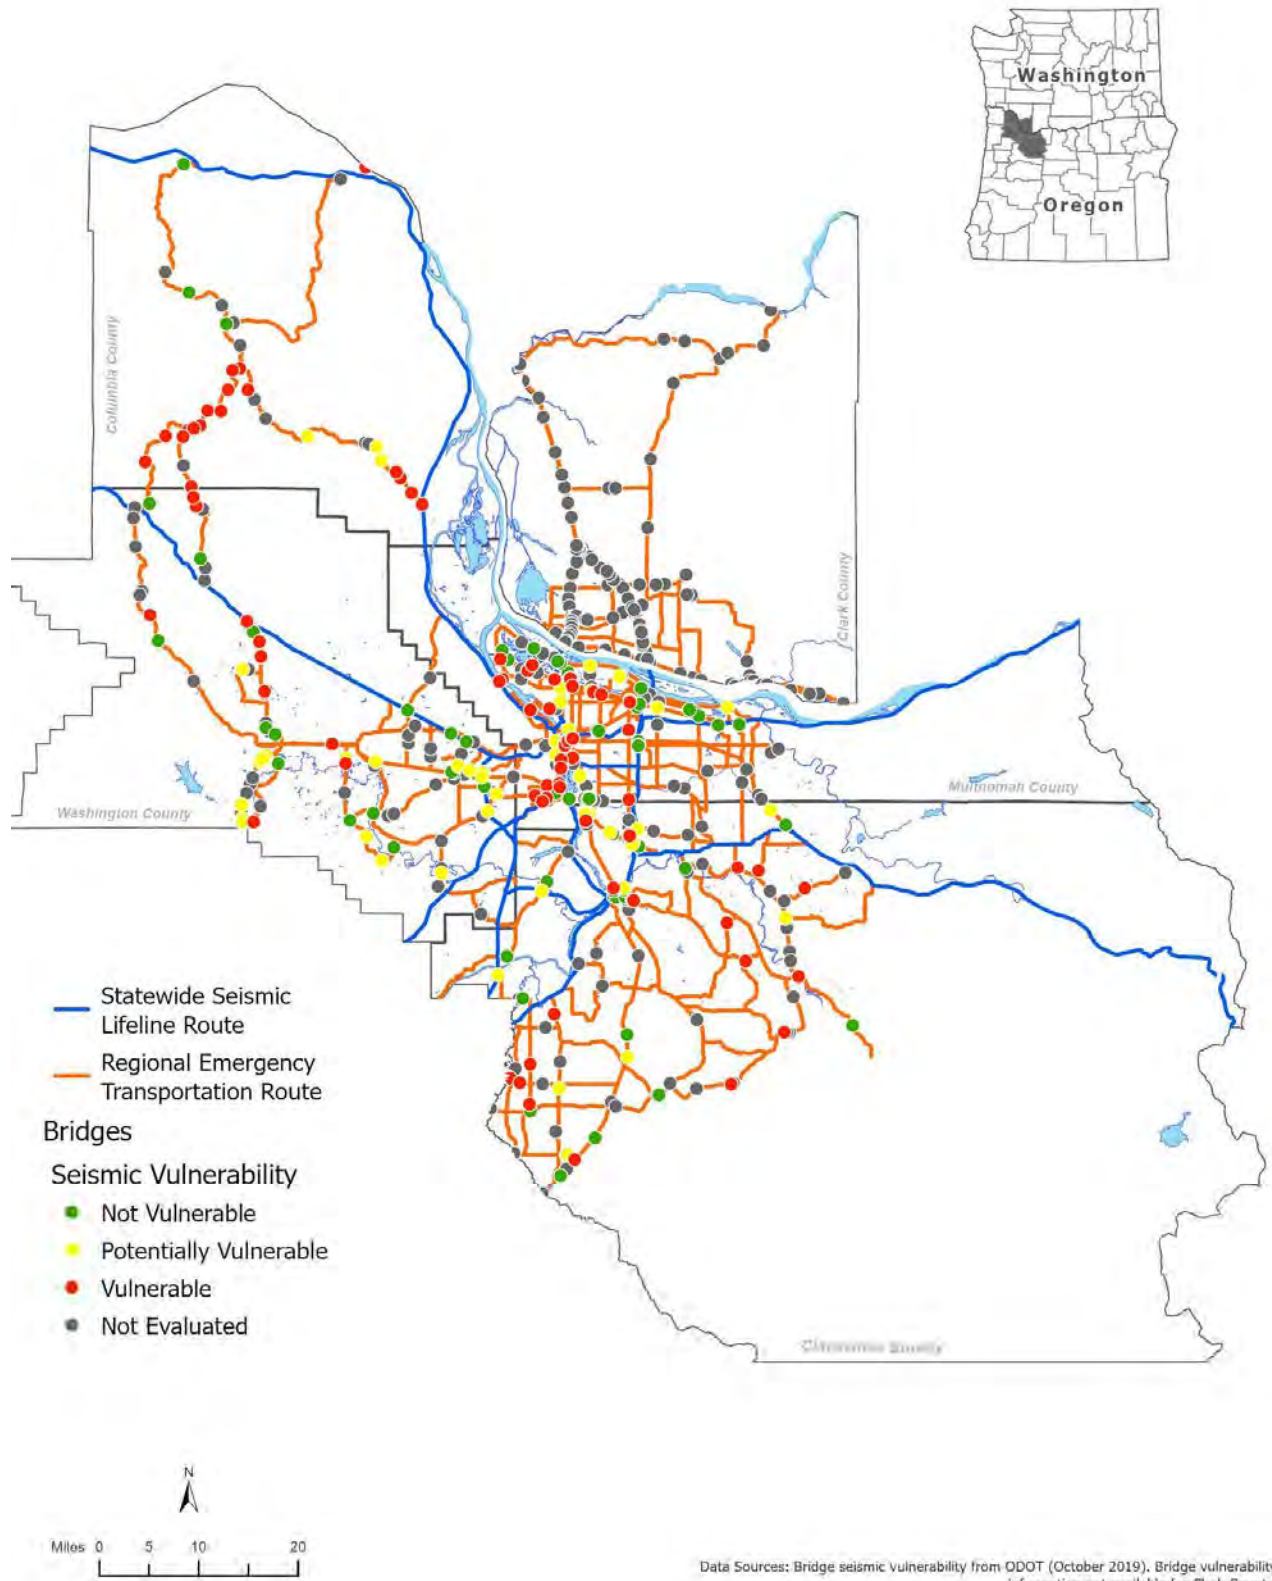 Washington
Oregon
Columbia County
Clark County
Multnomah County
Washington County
Statewide Seismic
Lifeline Route
Regional Emergency
Transportation Route
Bridges
Seismic Vulnerability
Not Vulnerable
Potentially Vulnerable
Vulnerable
Not Evaluated
Clackamas County
N
Miles 0 5 10 20
Data Sources: Bridge seismic vulnerability from ODOT (October 2019). Bridge vulnerability